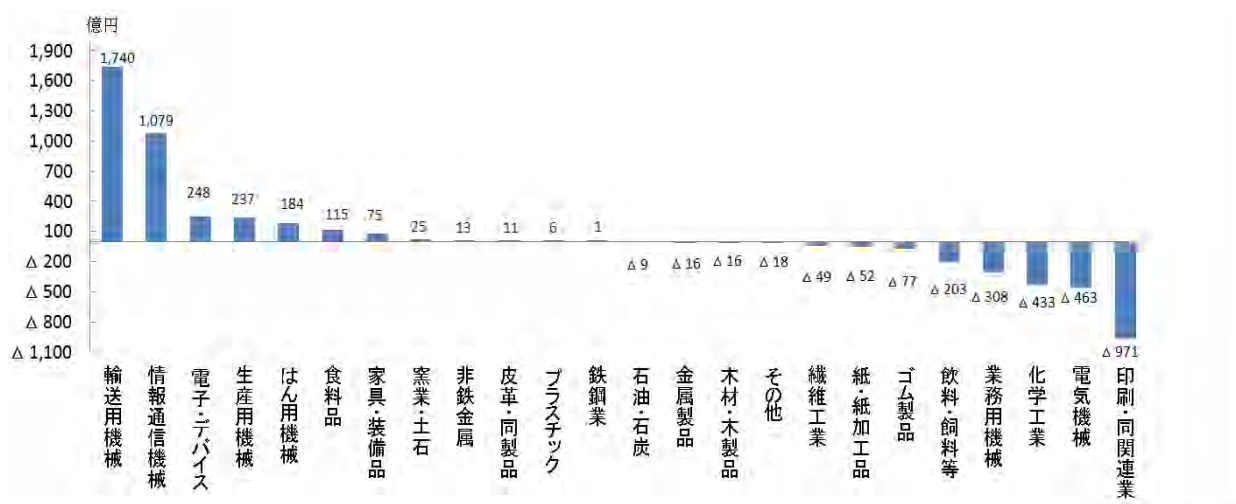 億円
1,900
1,600
1,300
1,000
700
400
100
△ 200
△ 500
△ 800
△ 1,100
1,740
1,079
248
237
184
115
75
25
13
11
6
1
△ 9
△ 16
△ 16
△ 18
△ 49
△ 52
△ 77
△ 203
△ 308
△ 433
△ 463
△ 971
輸送用機械
情報通信機械
電子・デバイス
生産用機械
はん用機械
食料品
家具・装備品
窯業・土石
非鉄金属
皮革・同製品
プラスチック
鉄鋼業
石油・石炭
金属製品
木材・木製品
その他
繊維工業
紙・紙加工品
ゴム製品
飲料・飼料等
業務用機械
化学工業
電気機械
印刷・同関連業